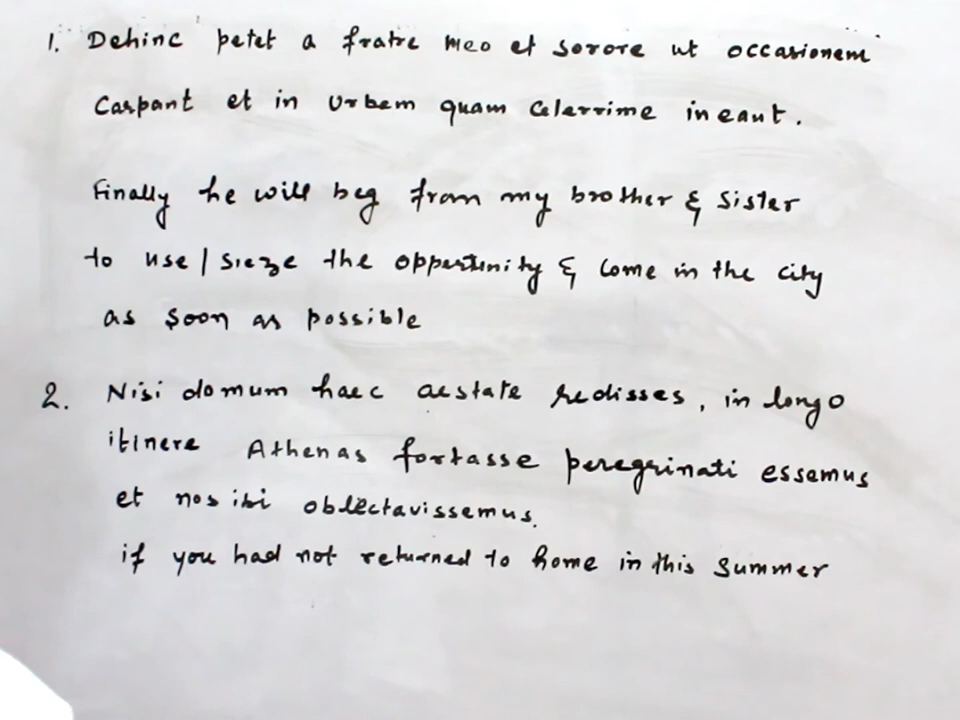 1. Dehinc petet a fratre meo et sorore ut occasionem
Carpant et in Urbem quam Celerrime ineant.
Finally he will beg from my brother & Sister
to use / Sieze the oppertinity & Come in the city
as Soon as possible
2. Nisi domum haec aestate redisses, in longo
itinere Athenas fortasse peregrinati essemus
et nos ibi oblectavissemus.
if you had not returned to home in this Summer